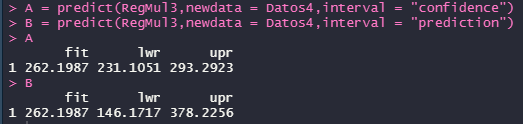 > A = predict(RegMul3,newdata = Datos4,interval = "confidence")
> B = predict(RegMul3,newdata = Datos4,interval = "prediction")
> A
       fit      lwr      upr
1 262.1987 231.1051 293.2923
> B
       fit      lwr      upr
1 262.1987 146.1717 378.2256